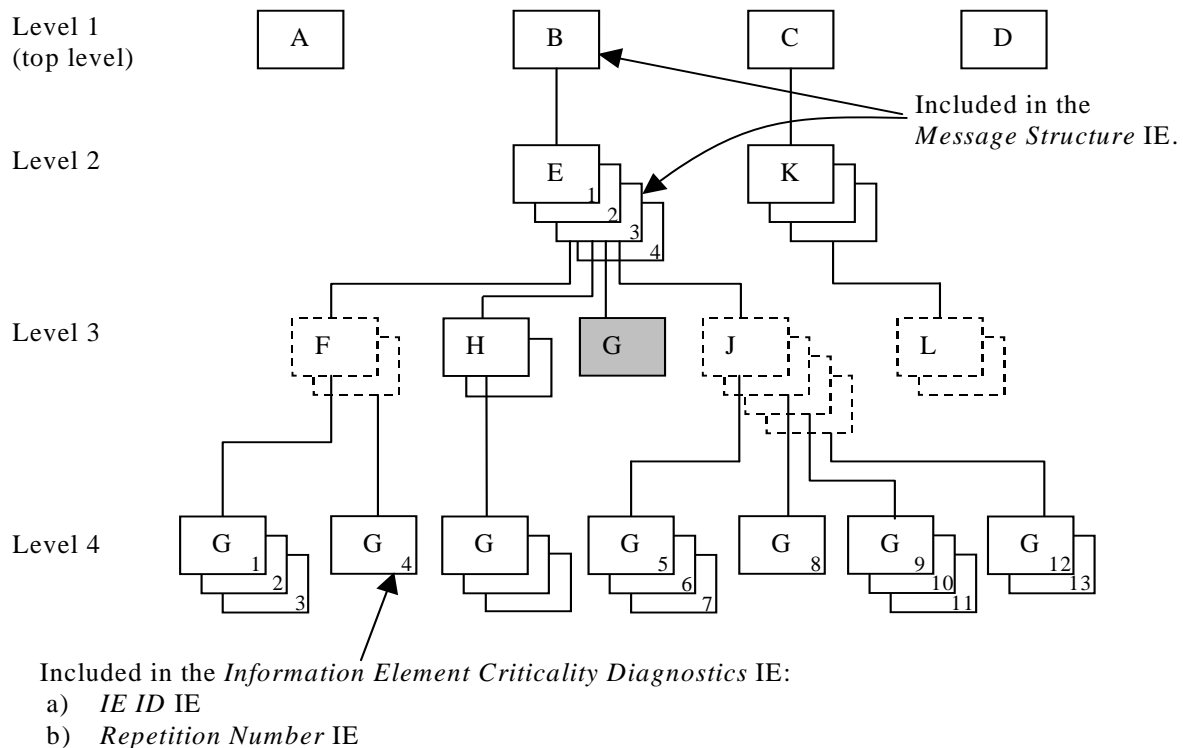 Level 1
(top level)
A
B
C
D
Included in the
Message Structure IE.
Level 2
E
1
2
3
4
K
Level 3
F
H
G
J
L
Level 4
G
1
2
3
G
4
G
G
5
6
7
G
8
G
9
10
11
G
12
13
Included in the Information Element Criticality Diagnostics IE:
a) IE ID IE
b) Repetition Number IE